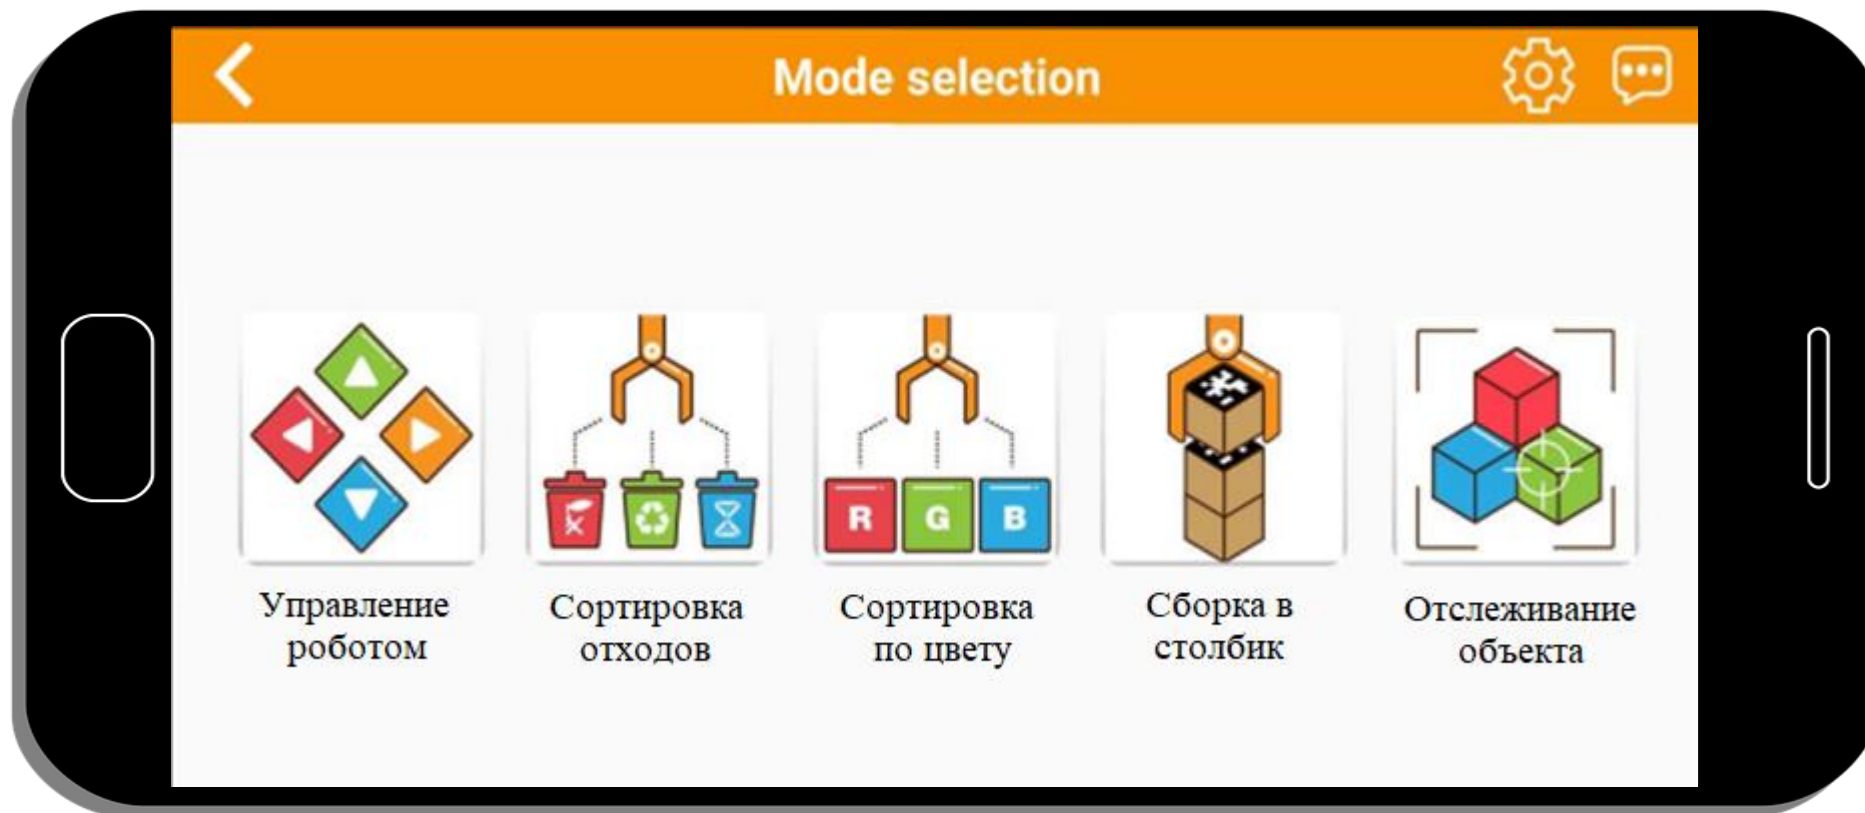 Mode selection
R G B
Управление
роботом
Сортировка
отходов
Сортировка
по цвету
Сборка в
столбик
Отслеживание
объекта